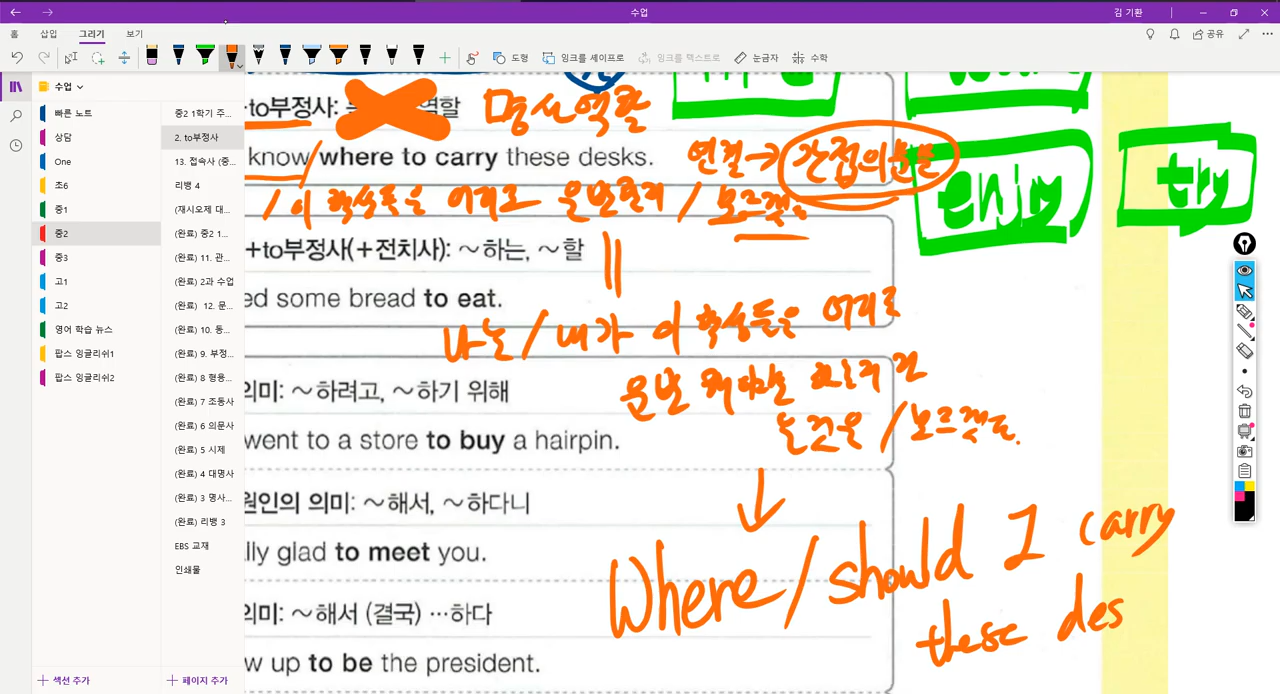 수업
김 기환
홈 삽입 그리기 보기
공유
도형 잉크를 셰이프로 잉크를 텍스트로 눈금자 수학
수업
빠른 노트
상담
One
초6
중1
중2
중3
고1
고2
영어 학습 뉴스
팝스 잉글리쉬1
팝스 잉글리쉬2
섹션 추가
중2 1학기 주...
2. to부정사
13. 접속사 (중...
리뱅 4
(재시오제 대...
(완료) 중2 1...
(완료) 11. 관...
(완료) 2과 수업
(완료) 12. 문...
(완료) 10. 동...
(완료) 9. 부정...
(완료) 8 형용...
(완료) 7 조동사
(완료) 6 의문사
(완료) 5 시제
(완료) 4 대명사
(완료) 3 명사...
(완료) 리뱅 3
EBS 교재
인쇄물
페이지 추가
+to부정사: 역할 명사역할
know / where to carry these desks. 연결 → 간접의문문
/ 이 책상들을 어디로 운반할지 / 모르겠는
enjoy try
+to부정사(+전치사): ～하는, ～할
ed some bread to eat.
나는 / 내가 이 책상들을 어디로
운반 해야하는
/ 모르겠는.
의미: ～하려고, ～하기 위해
went to a store to buy a hairpin.
원인의 의미: ～해서, ～하다니
lly glad to meet you.
Where / should I carry
these des
의미: ～해서 (결국) …하다
w up to be the president.